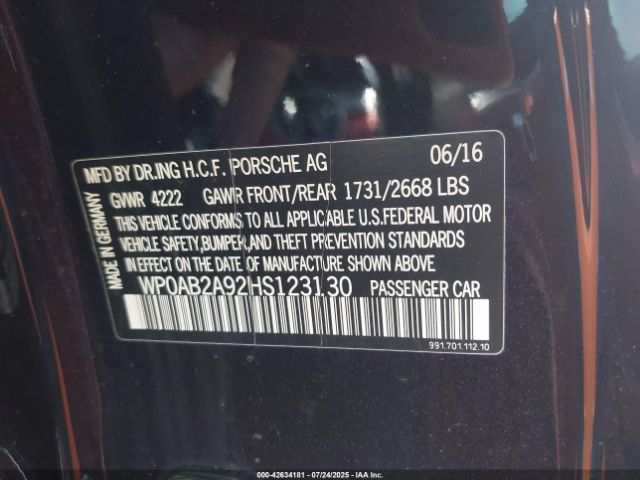 MFD BY DR.ING H.C.F. PORSCHE AG 06/16
GVWR 4222 GAWR FRONT/REAR 1731/2668 LBS
THIS VEHICLE CONFORMS TO ALL APPLICABLE U.S.FEDERAL MOTOR
VEHICLE SAFETY,BUMPER,AND THEFT PREVENTION STANDARDS
IN EFFECT ON THE DATE OF MANUFACTURE SHOWN ABOVE
WP0AB2A92HS123130 PASSENGER CAR
991.701.112.10
MADE IN GERMANY
000-42634181 - 07/24/2025 - IAAI.com